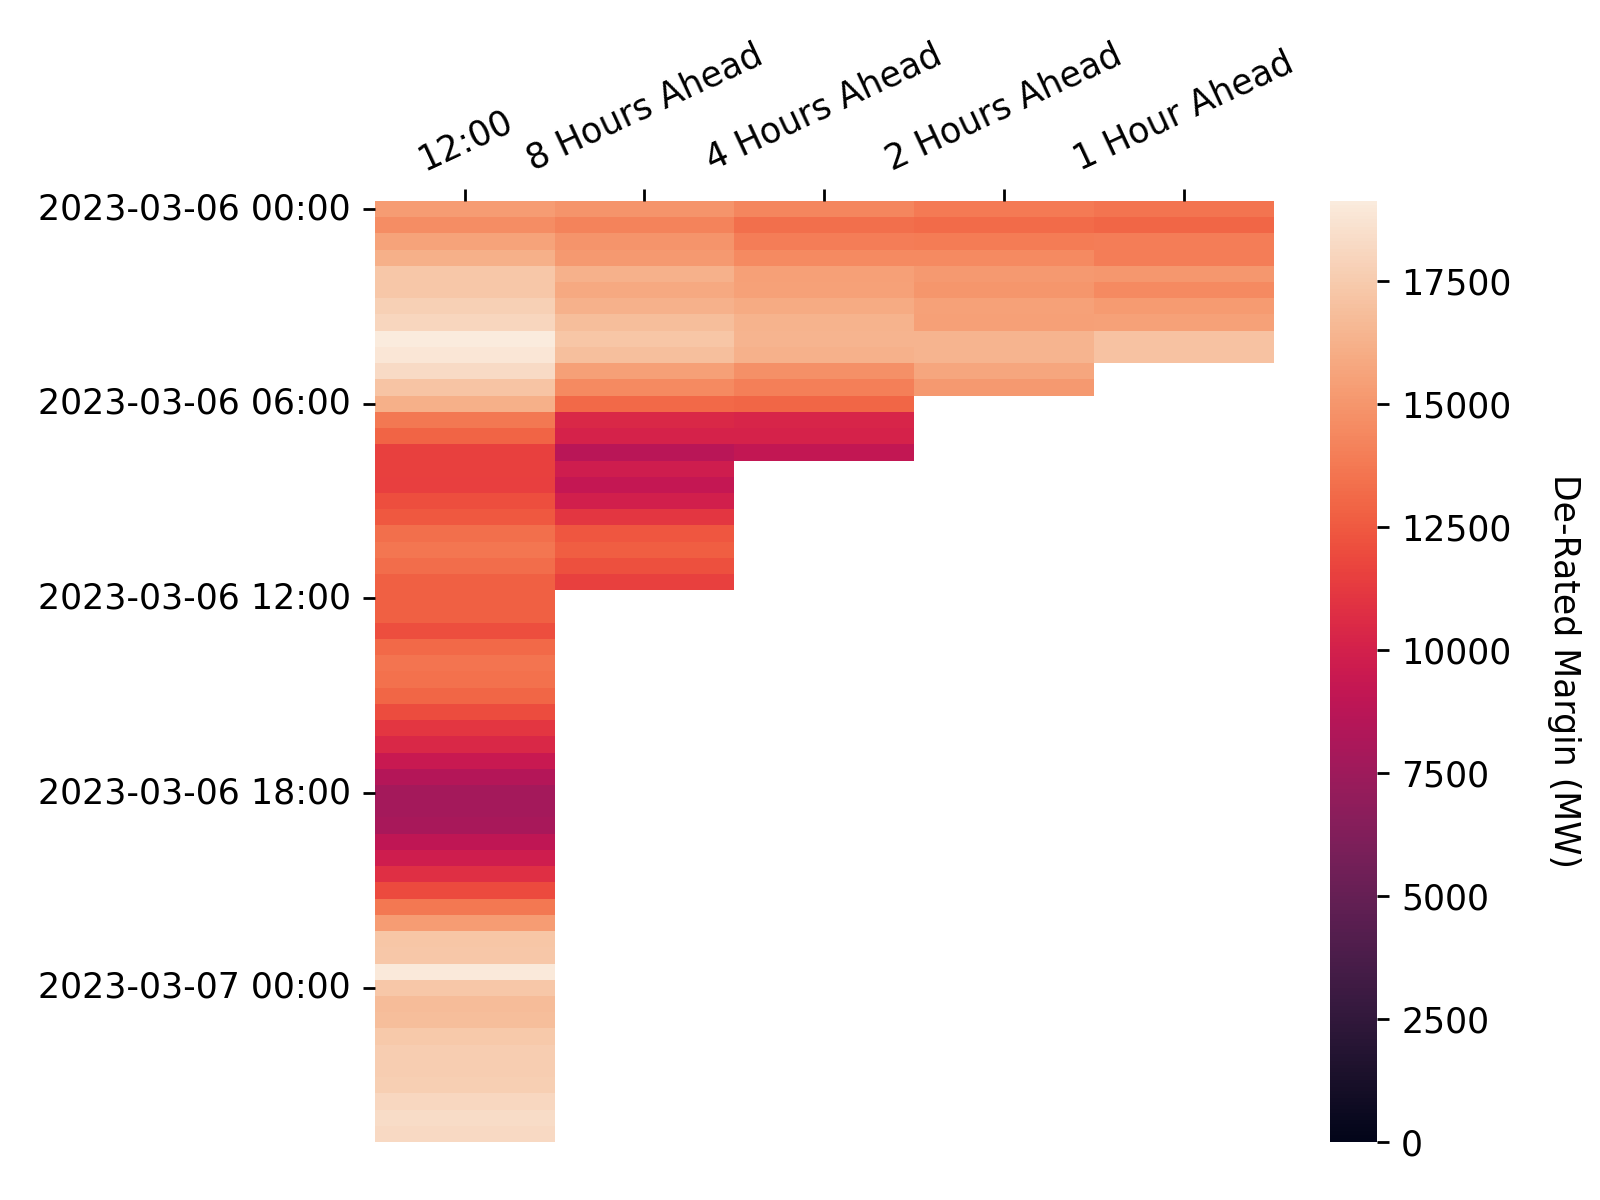 12:00
8 Hours Ahead
4 Hours Ahead
2 Hours Ahead
1 Hour Ahead
2023-03-06 00:00
2023-03-06 06:00
2023-03-06 12:00
2023-03-06 18:00
2023-03-07 00:00
17500
15000
12500
10000
7500
5000
2500
0
De-Rated Margin (MW)